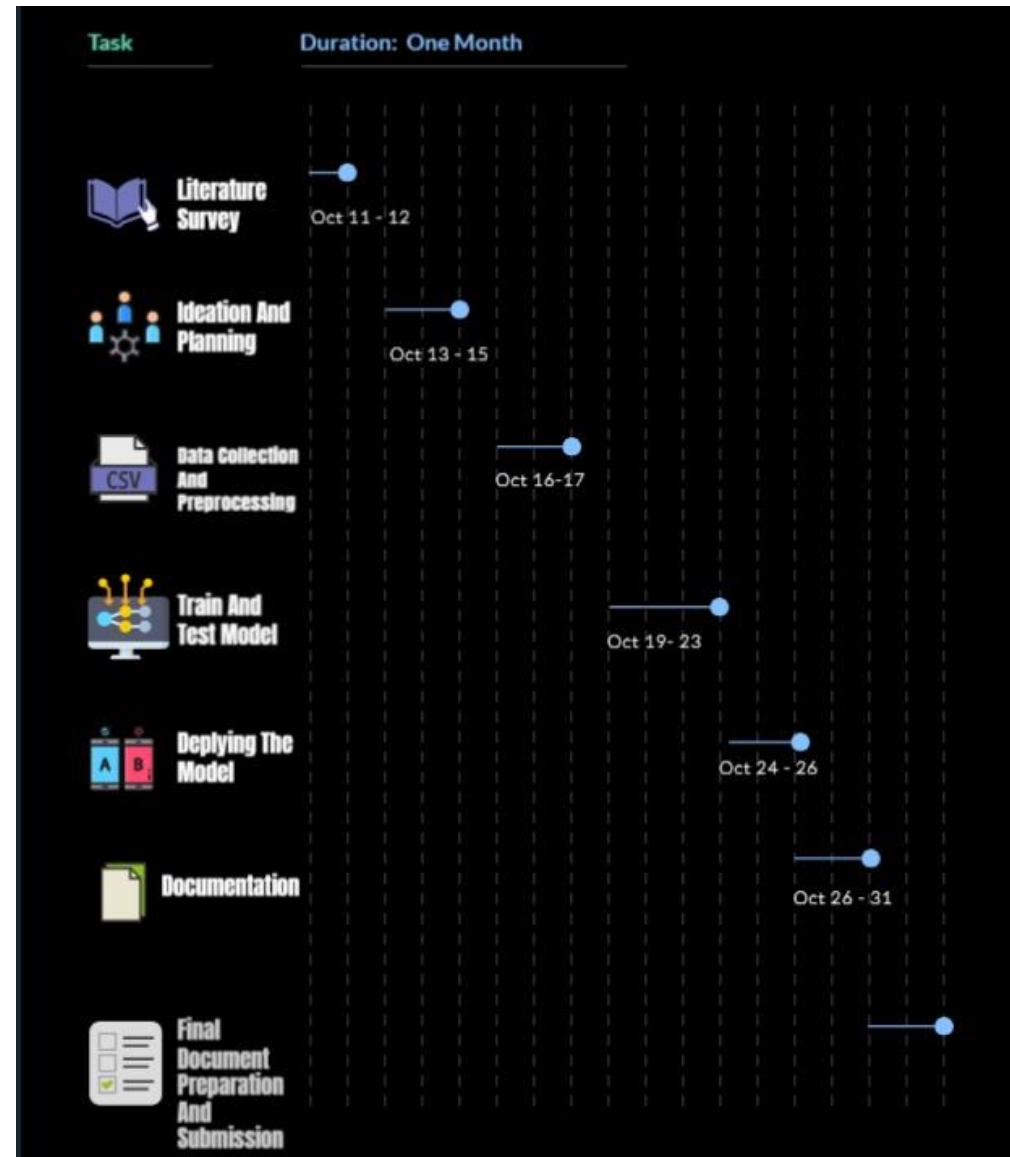 Task
Duration: One Month
Literature
Survey
Oct 11 - 12
Ideation And
Planning
Oct 13 - 15
CSV
Data Collection
And
Preprocessing
Oct 16-17
Train And
Test Model
Oct 19- 23
A B
Deplying The
Model
Oct 24 - 26
Documentation
Oct 26 - 31
Final
Document
Preparation
And
Submission